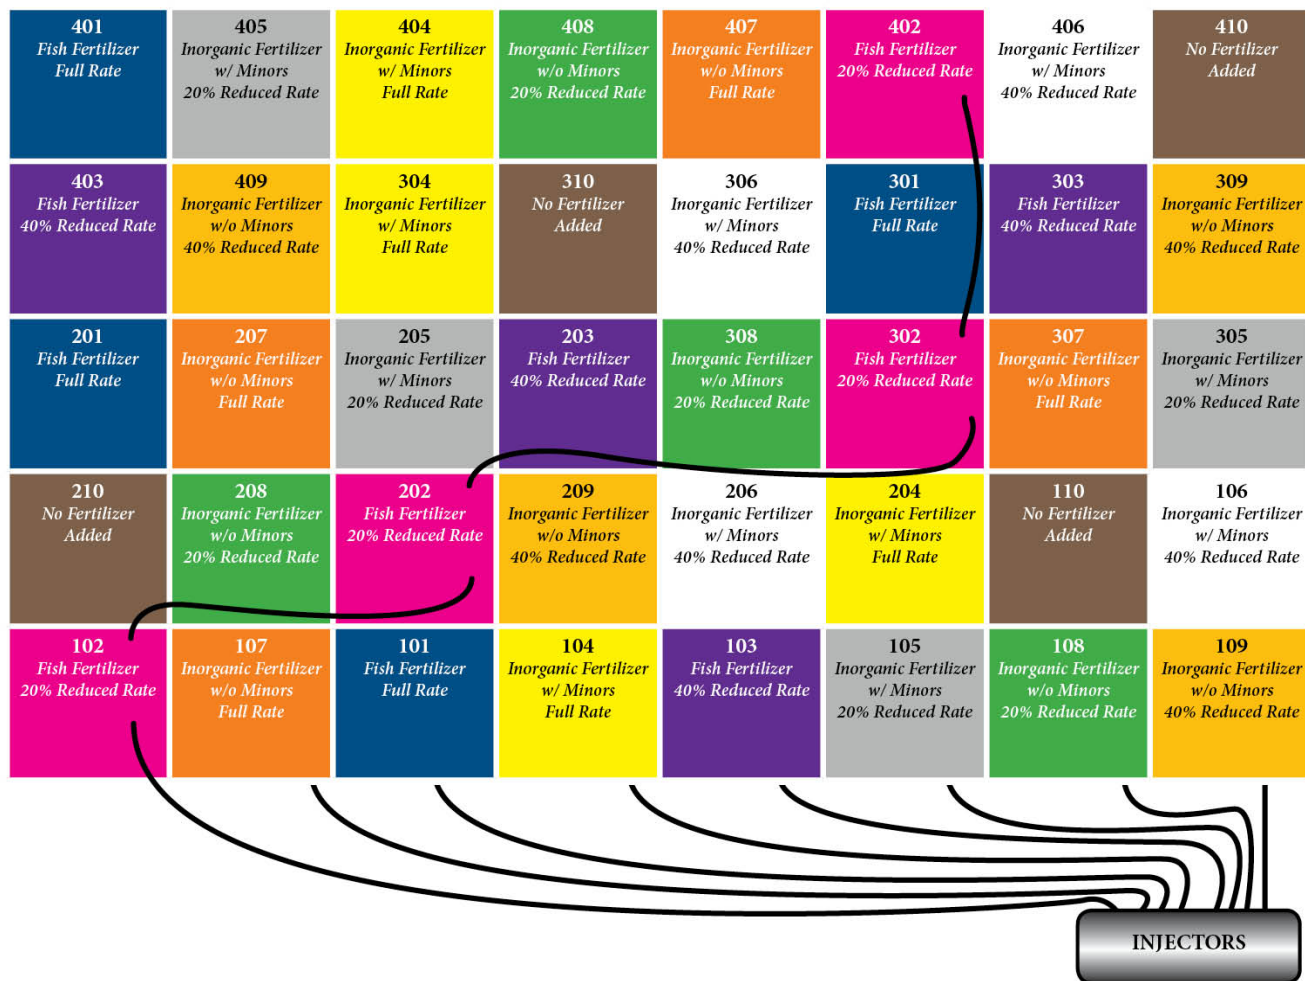 401
Fish Fertilizer
Full Rate
405
Inorganic Fertilizer
w/ Minors
20% Reduced Rate
404
Inorganic Fertilizer
w/ Minors
Full Rate
408
Inorganic Fertilizer
w/o Minors
20% Reduced Rate
407
Inorganic Fertilizer
w/o Minors
Full Rate
402
Fish Fertilizer
20% Reduced Rate
406
Inorganic Fertilizer
w/ Minors
40% Reduced Rate
410
No Fertilizer
Added
403
Fish Fertilizer
40% Reduced Rate
409
Inorganic Fertilizer
w/o Minors
40% Reduced Rate
304
Inorganic Fertilizer
w/ Minors
Full Rate
310
No Fertilizer
Added
306
Inorganic Fertilizer
w/ Minors
40% Reduced Rate
301
Fish Fertilizer
Full Rate
303
Fish Fertilizer
40% Reduced Rate
309
Inorganic Fertilizer
w/o Minors
40% Reduced Rate
201
Fish Fertilizer
Full Rate
207
Inorganic Fertilizer
w/o Minors
Full Rate
205
Inorganic Fertilizer
w/ Minors
20% Reduced Rate
203
Fish Fertilizer
40% Reduced Rate
308
Inorganic Fertilizer
w/o Minors
20% Reduced Rate
302
Fish Fertilizer
20% Reduced Rate
307
Inorganic Fertilizer
w/o Minors
Full Rate
305
Inorganic Fertilizer
w/ Minors
20% Reduced Rate
210
No Fertilizer
Added
208
Inorganic Fertilizer
w/o Minors
20% Reduced Rate
202
Fish Fertilizer
20% Reduced Rate
209
Inorganic Fertilizer
w/o Minors
40% Reduced Rate
206
Inorganic Fertilizer
w/ Minors
40% Reduced Rate
204
Inorganic Fertilizer
w/ Minors
Full Rate
110
No Fertilizer
Added
106
Inorganic Fertilizer
w/ Minors
40% Reduced Rate
102
Fish Fertilizer
20% Reduced Rate
107
Inorganic Fertilizer
w/o Minors
Full Rate
101
Fish Fertilizer
Full Rate
104
Inorganic Fertilizer
w/ Minors
Full Rate
103
Fish Fertilizer
40% Reduced Rate
105
Inorganic Fertilizer
w/ Minors
20% Reduced Rate
108
Inorganic Fertilizer
w/o Minors
20% Reduced Rate
109
Inorganic Fertilizer
w/o Minors
40% Reduced Rate
INJECTORS